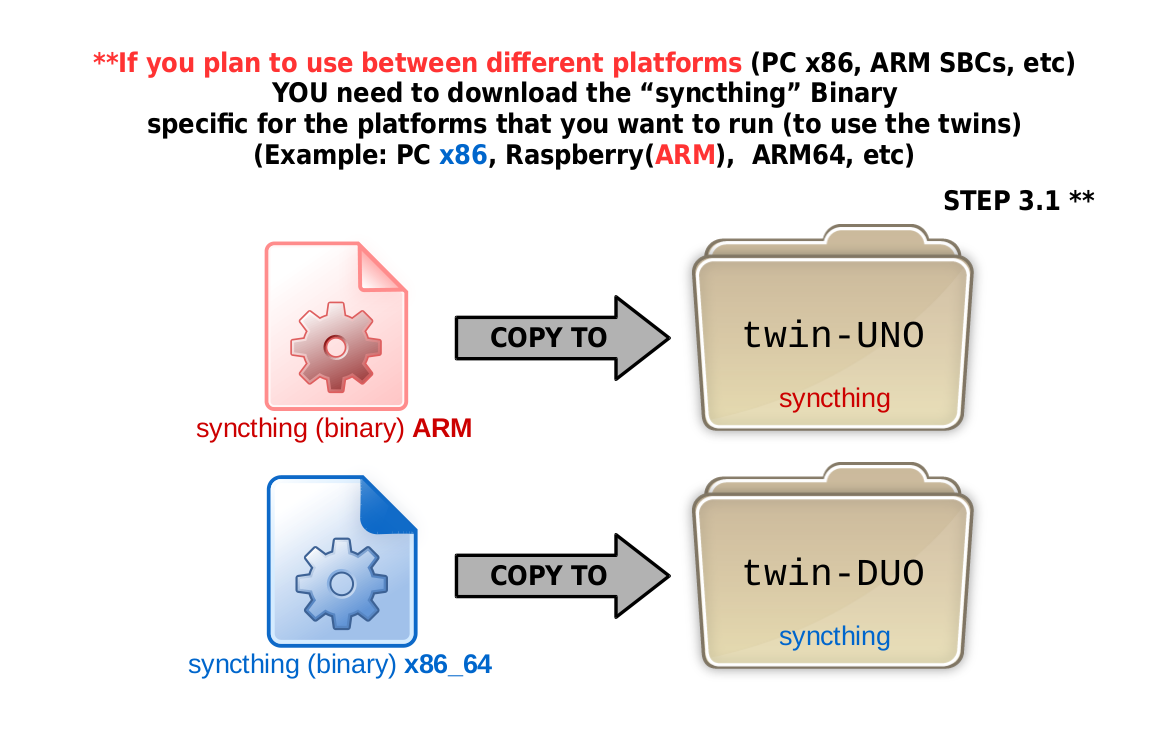 **If you plan to use between different platforms (PC x86, ARM SBCs, etc)
YOU need to download the “syncthing” Binary
specific for the platforms that you want to run (to use the twins)
(Example: PC x86, Raspberry(ARM),  ARM64, etc)
STEP 3.1 **
COPY TO
twin-UNO
syncthing
syncthing (binary) ARM
COPY TO
twin-DUO
syncthing
syncthing (binary) x86_64